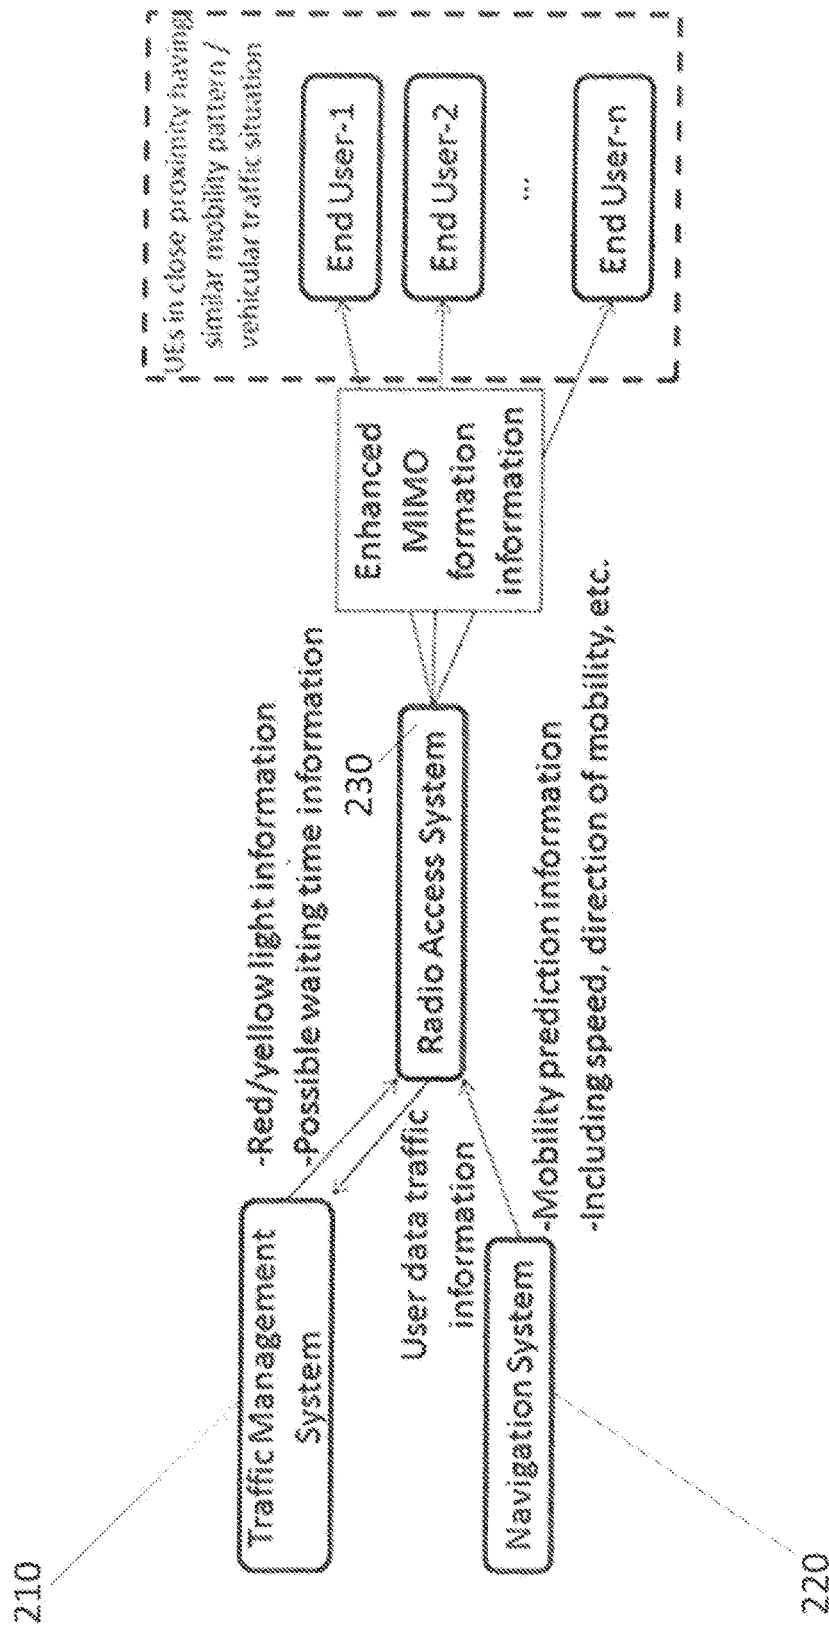 210
Traffic Management
System
-Red/yellow light information
-Possible waiting time information
User data traffic
information
Navigation System
220
-Mobility prediction information
-Including speed, direction of mobility, etc.
230
Radio Access System
Enhanced
MIMO
formation
information
UEs in close proximity having
similar mobility pattern /
vehicular traffic situation
End User-1
End User-2
...
End User-n